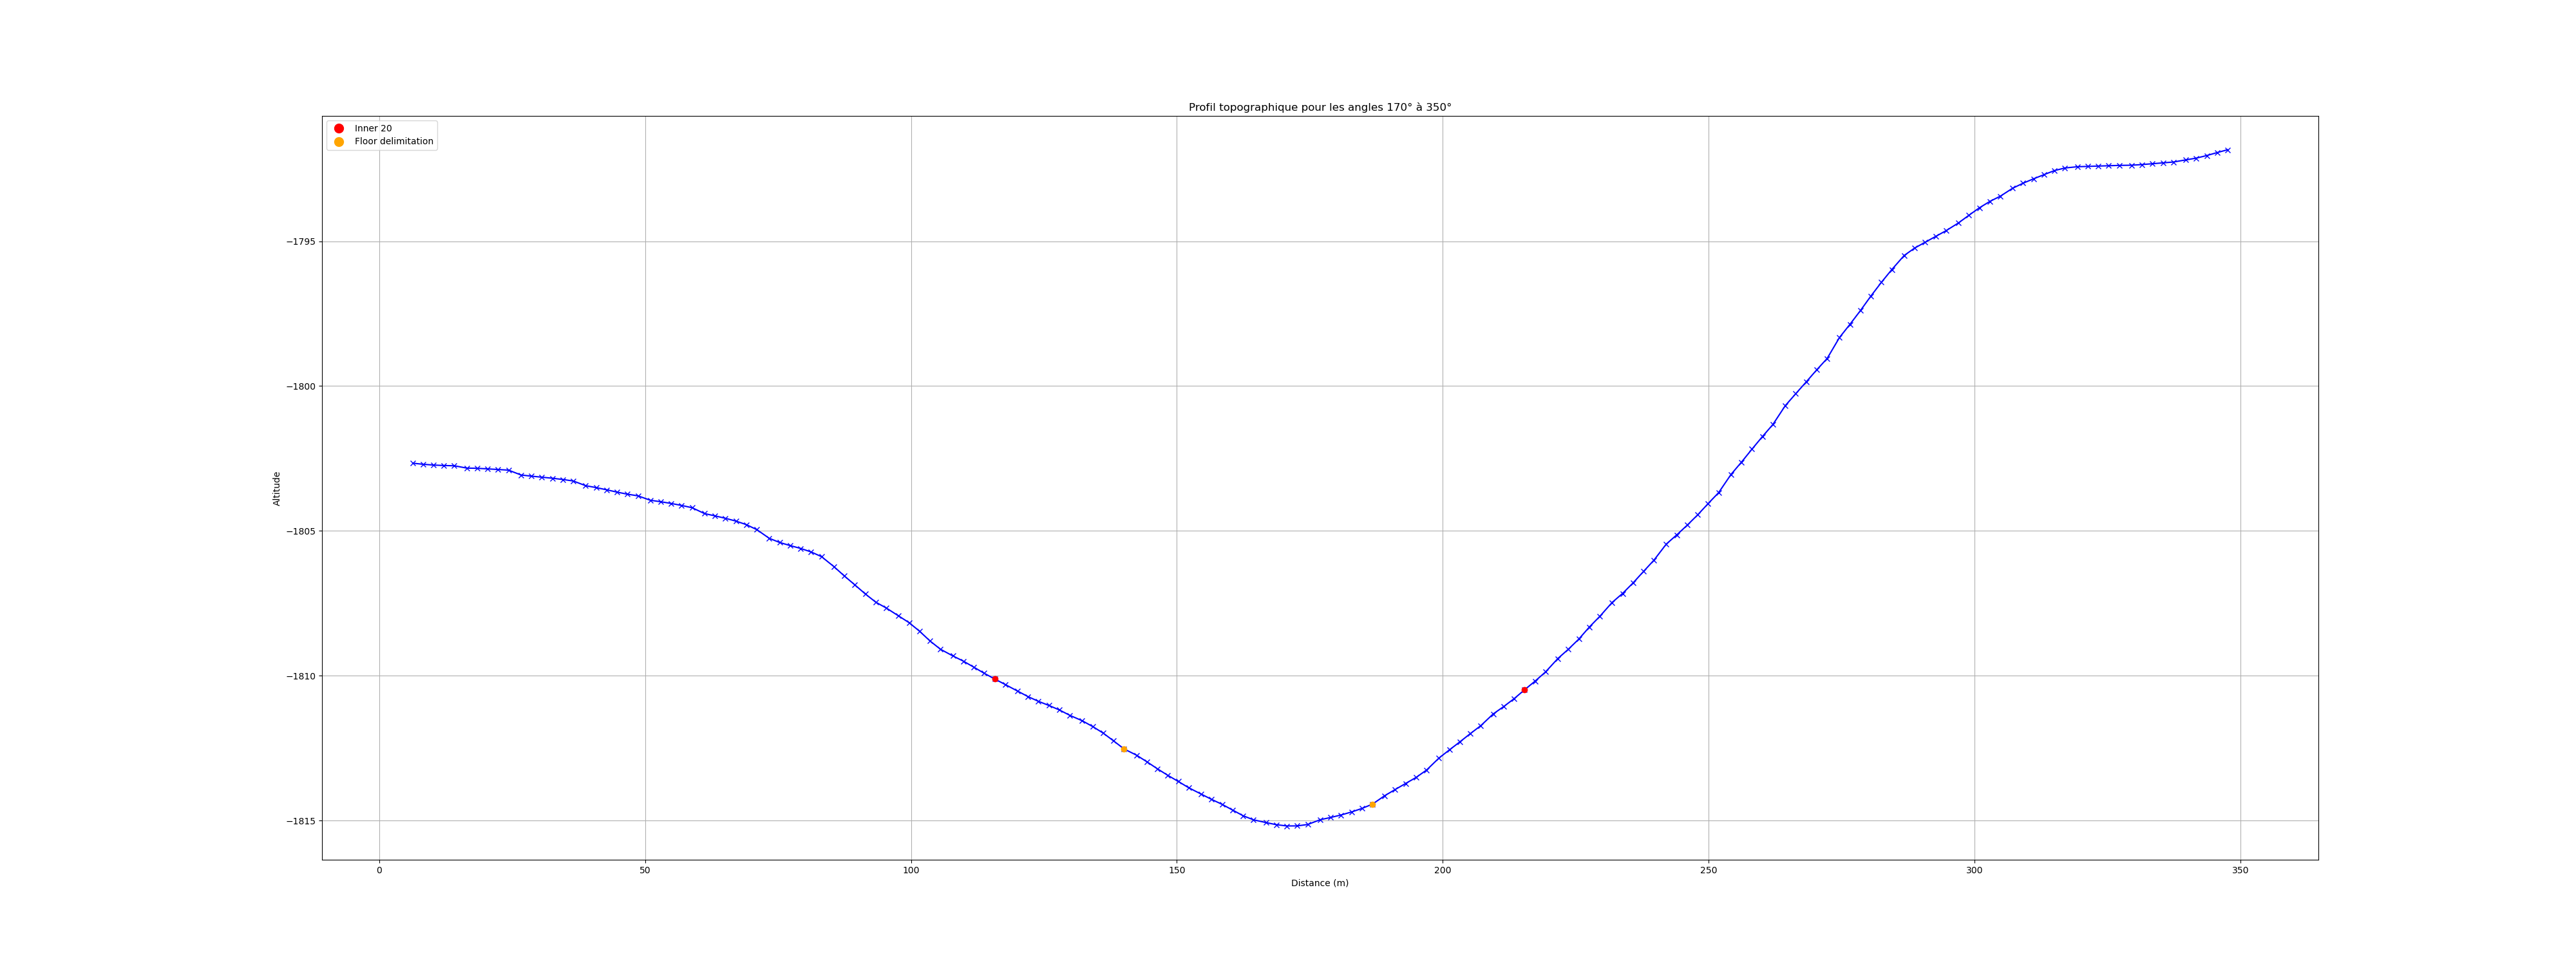 Profil topographique pour les angles 170° à 350°
Inner 20
Floor delimitation
−1795
−1800
−1805
−1810
−1815
Altitude
0 50 100 150 200 250 300 350
Distance (m)